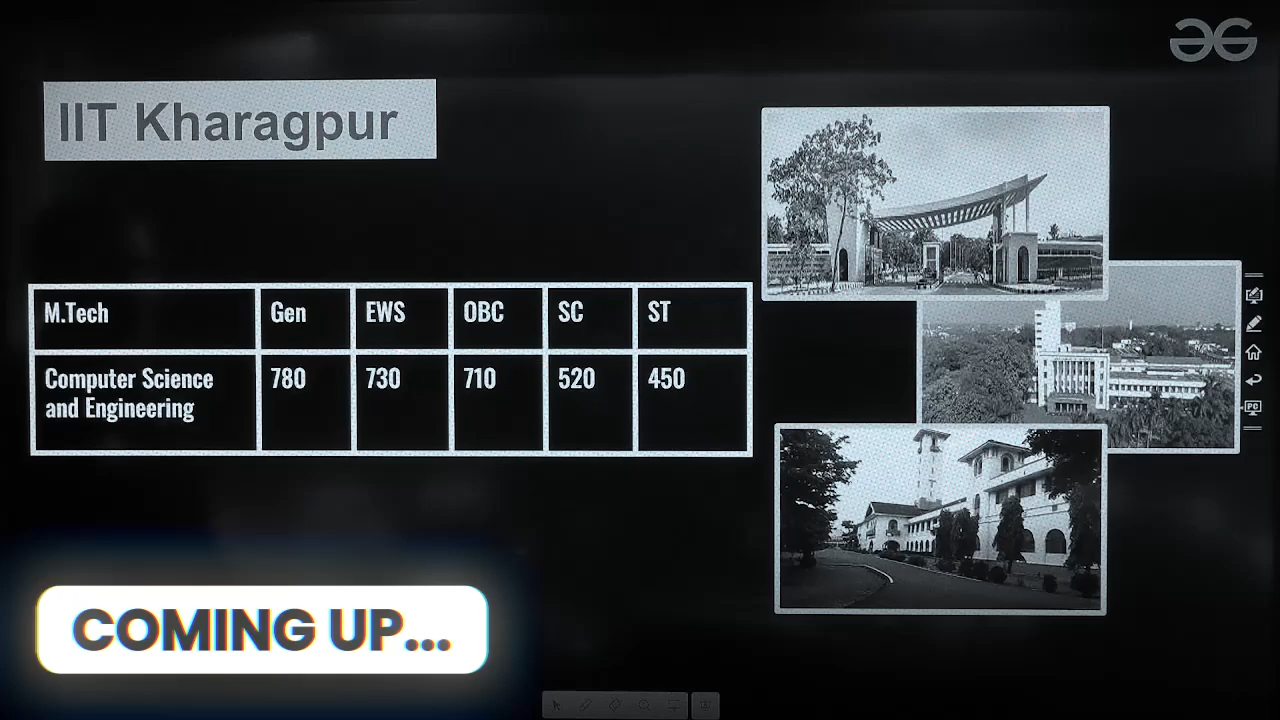 IIT Kharagpur
M.Tech Gen EWS OBC SC ST
Computer Science 780 730 710 520 450
and Engineering
PC
COMING UP...